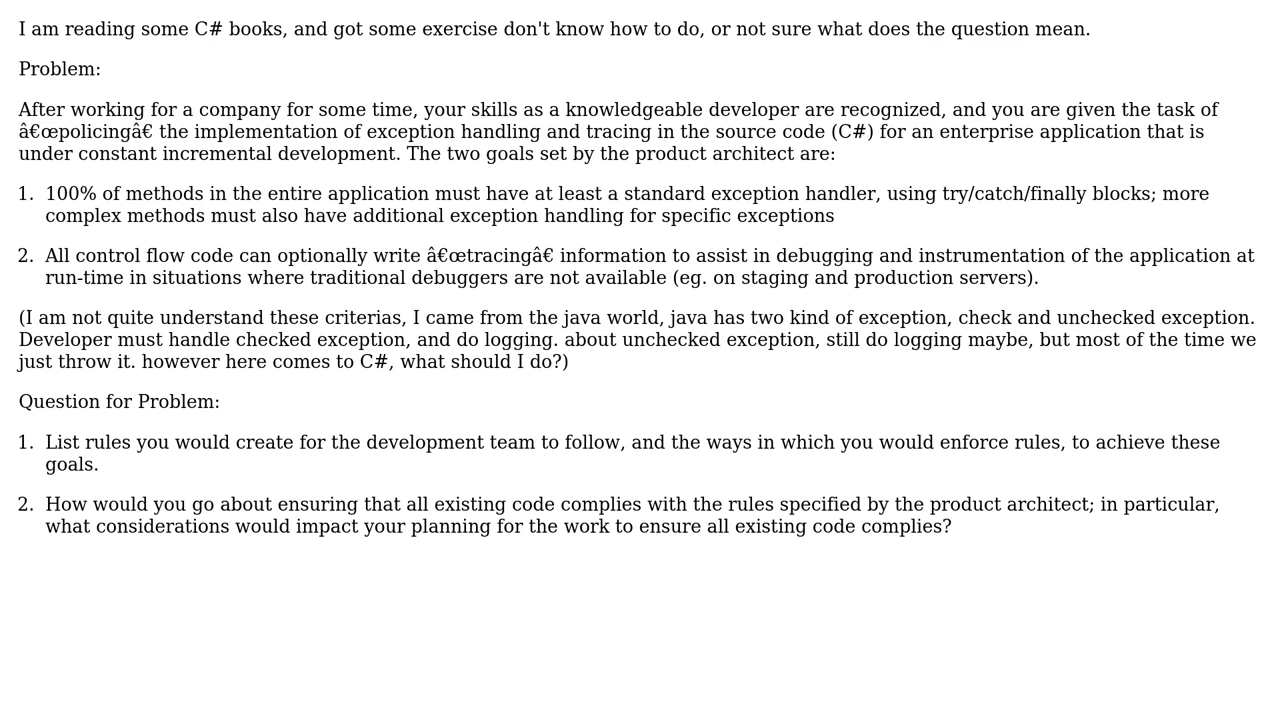 I am reading some C# books, and got some exercise don't know how to do, or not sure what does the question mean.
Problem:
After working for a company for some time, your skills as a knowledgeable developer are recognized, and you are given the task of
â€œpolicingâ€ the implementation of exception handling and tracing in the source code (C#) for an enterprise application that is
under constant incremental development. The two goals set by the product architect are:
1. 100% of methods in the entire application must have at least a standard exception handler, using try/catch/finally blocks; more
complex methods must also have additional exception handling for specific exceptions
2. All control flow code can optionally write â€œtracingâ€ information to assist in debugging and instrumentation of the application at
run-time in situations where traditional debuggers are not available (eg. on staging and production servers).
(I am not quite understand these criterias, I came from the java world, java has two kind of exception, check and unchecked exception.
Developer must handle checked exception, and do logging. about unchecked exception, still do logging maybe, but most of the time we
just throw it. however here comes to C#, what should I do?)
Question for Problem:
1. List rules you would create for the development team to follow, and the ways in which you would enforce rules, to achieve these
goals.
2. How would you go about ensuring that all existing code complies with the rules specified by the product architect; in particular,
what considerations would impact your planning for the work to ensure all existing code complies?